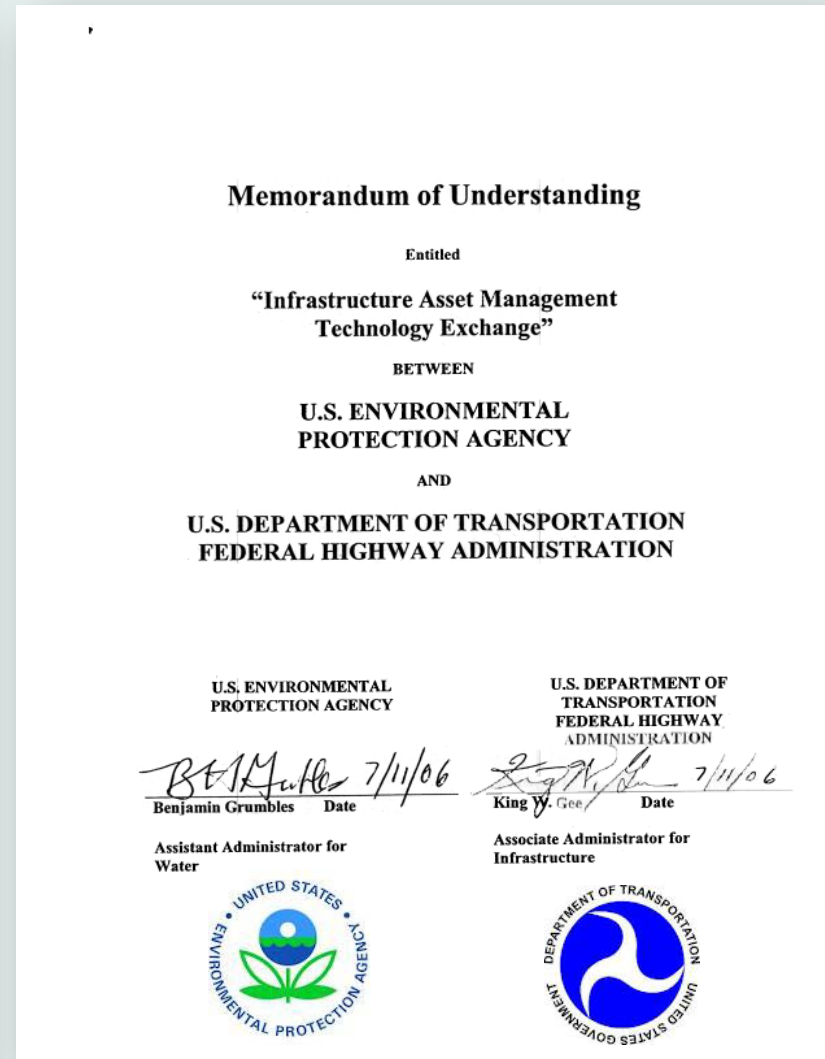 Memorandum of Understanding
Entitled
“Infrastructure Asset Management
Technology Exchange”
BETWEEN
U.S. ENVIRONMENTAL
PROTECTION AGENCY
AND
U.S. DEPARTMENT OF TRANSPORTATION
FEDERAL HIGHWAY ADMINISTRATION
U.S. ENVIRONMENTAL
PROTECTION AGENCY
7/11/06
Benjamin Grumbles Date
Assistant Administrator for
Water
UNITED STATES • ENVIRONMENTAL PROTECTION AGENCY •
U.S. DEPARTMENT OF
TRANSPORTATION
FEDERAL HIGHWAY
ADMINISTRATION
King W. Gee 7/11/06
King W. Gee Date
Associate Administrator for
Infrastructure
DEPARTMENT OF TRANSPORTATION
UNITED STATES GOVERNMENT